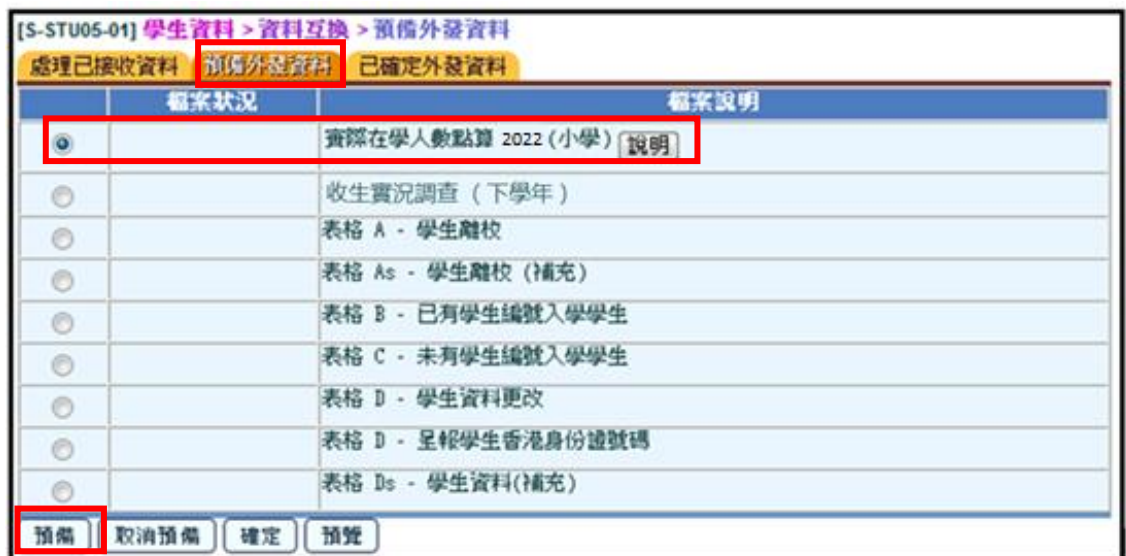 [S-STU05-01] 學生資料 > 資料互換 > 預備外發資料
處理已接收資料 預備外發資料 已確定外發資料
檔案狀況 檔案說明
實際在學人數點算 2022 (小學) 說明
收生實況調查 ( 下學年 )
表格 A - 學生離校
表格 As - 學生離校 (補充)
表格 B - 已有學生編號入學學生
表格 C - 未有學生編號入學學生
表格 D - 學生資料更改
表格 D - 呈報學生香港身份證號碼
表格 Ds - 學生資料(補充)
預備 取消預備 確定 預覽